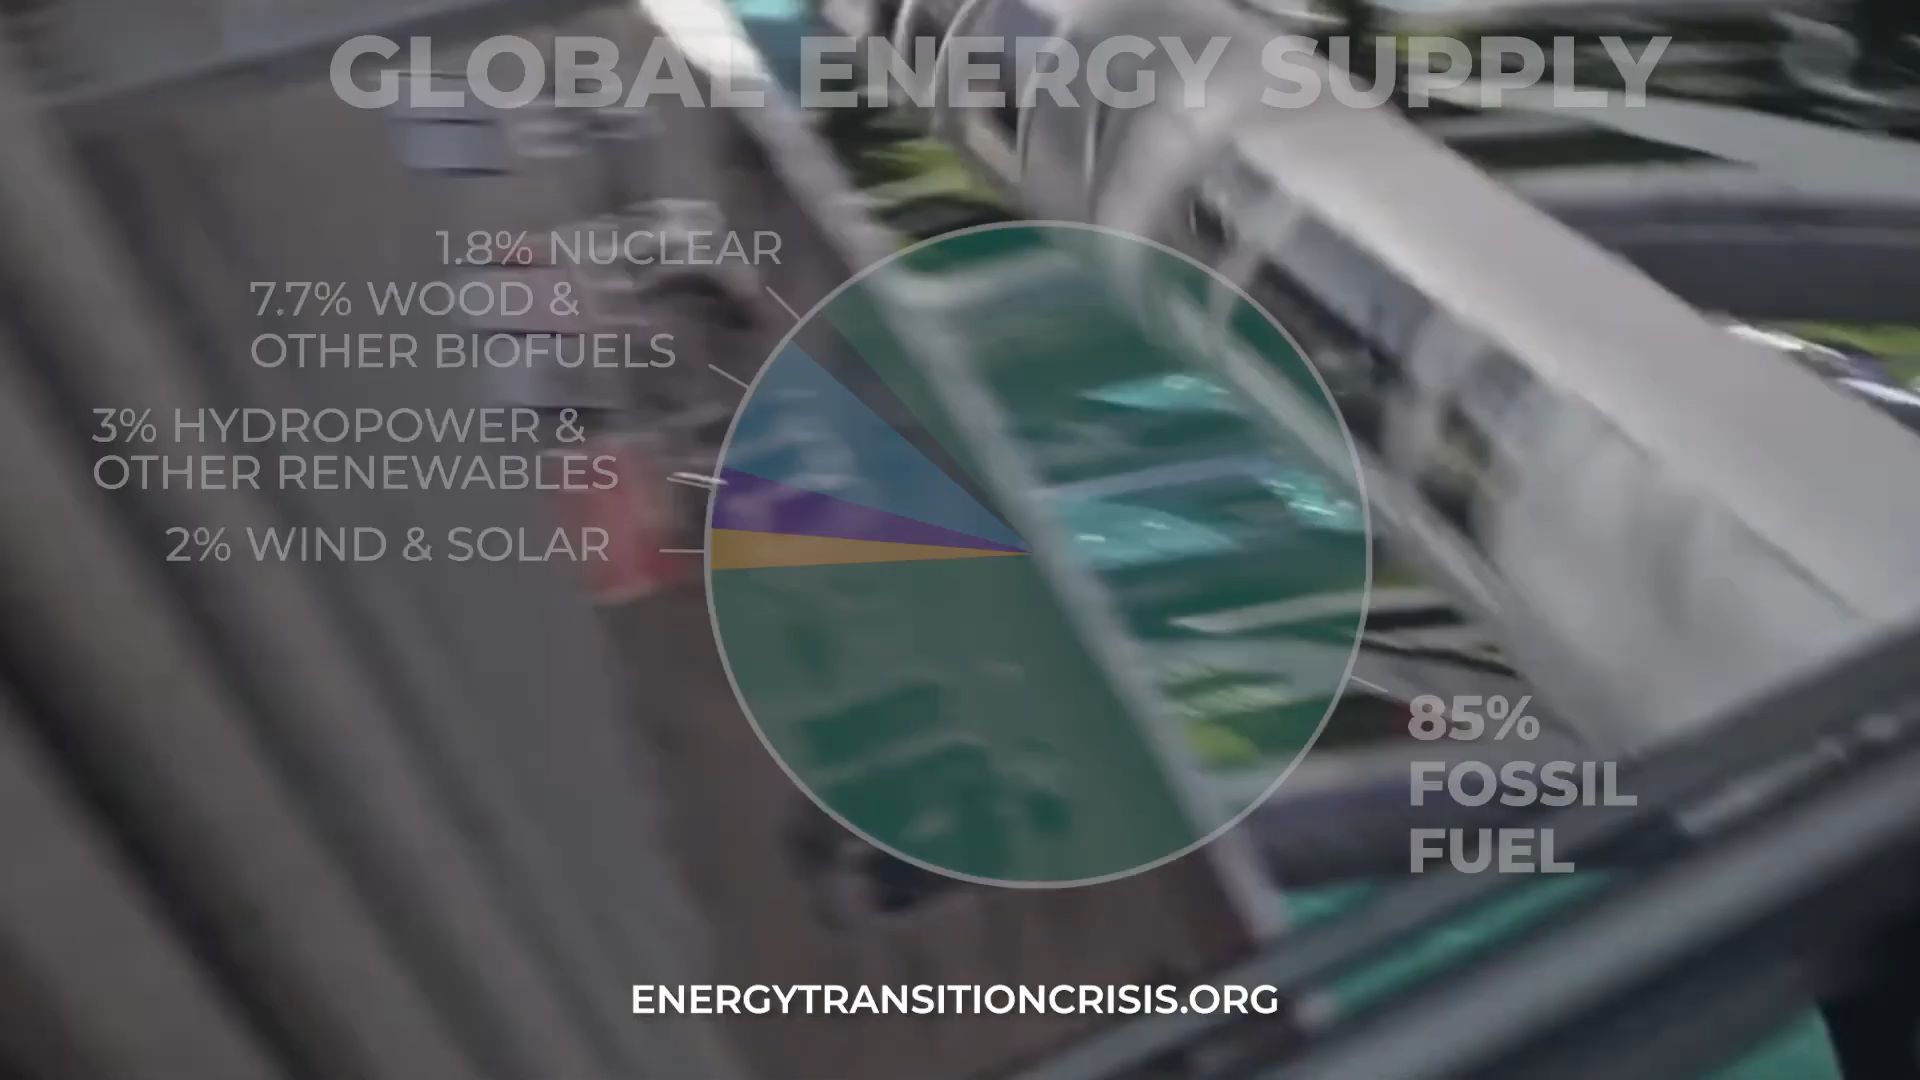 GLOBAL ENERGY SUPPLY
1.8% NUCLEAR
7.7% WOOD &
OTHER BIOFUELS
3% HYDROPOWER &
OTHER RENEWABLES
2% WIND & SOLAR
85%
FOSSIL
FUEL
ENERGYTRANSITIONCRISIS.ORG